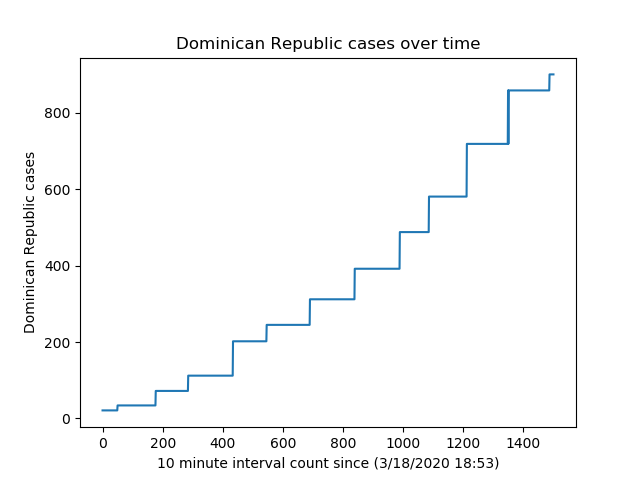 Dominican Republic cases over time
Dominican Republic cases
800
600
400
200
0
0 200 400 600 800 1000 1200 1400
10 minute interval count since (3/18/2020 18:53)